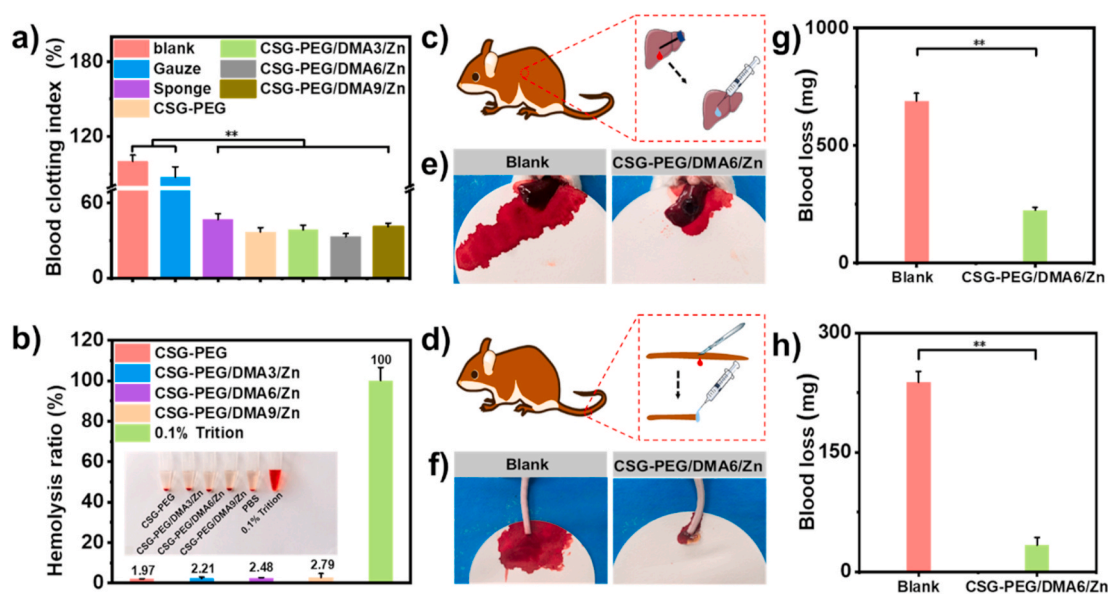 a)
Blood clotting index (%)
180
120
60
0
blank
Gauze
Sponge
CSG-PEG
CSG-PEG/DMA3/Zn
CSG-PEG/DMA6/Zn
CSG-PEG/DMA9/Zn
**
b)
Hemolysis ratio (%)
120
100
80
60
40
20
0
CSG-PEG
CSG-PEG/DMA3/Zn
CSG-PEG/DMA6/Zn
CSG-PEG/DMA9/Zn
0.1% Trition
100
CSG-PEG
CSG-PEG/DMA3/Zn
CSG-PEG/DMA6/Zn
CSG-PEG/DMA9/Zn
PBS
0.1% Trition
1.97
2.21
2.48
2.79
c)
e)
Blank
CSG-PEG/DMA6/Zn
d)
f)
Blank
CSG-PEG/DMA6/Zn
g)
Blood loss (mg)
1000
500
0
**
Blank
CSG-PEG/DMA6/Zn
h)
Blood loss (mg)
300
150
0
**
Blank
CSG-PEG/DMA6/Zn